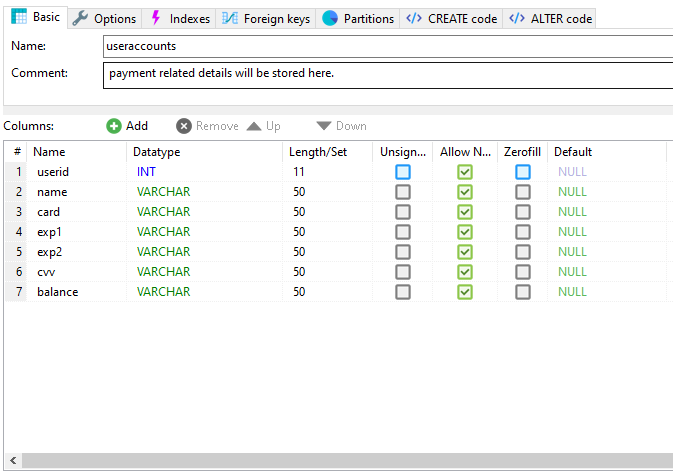 Basic Options Indexes Foreign keys Partitions CREATE code ALTER code
Name: useraccounts
Comment: payment related details will be stored here.
Columns: Add Remove Up Down
# Name Datatype Length/Set Unsign... Allow N... Zerofill Default
1 userid INT 11 NULL
2 name VARCHAR 50 NULL
3 card VARCHAR 50 NULL
4 exp1 VARCHAR 50 NULL
5 exp2 VARCHAR 50 NULL
6 cvv VARCHAR 50 NULL
7 balance VARCHAR 50 NULL